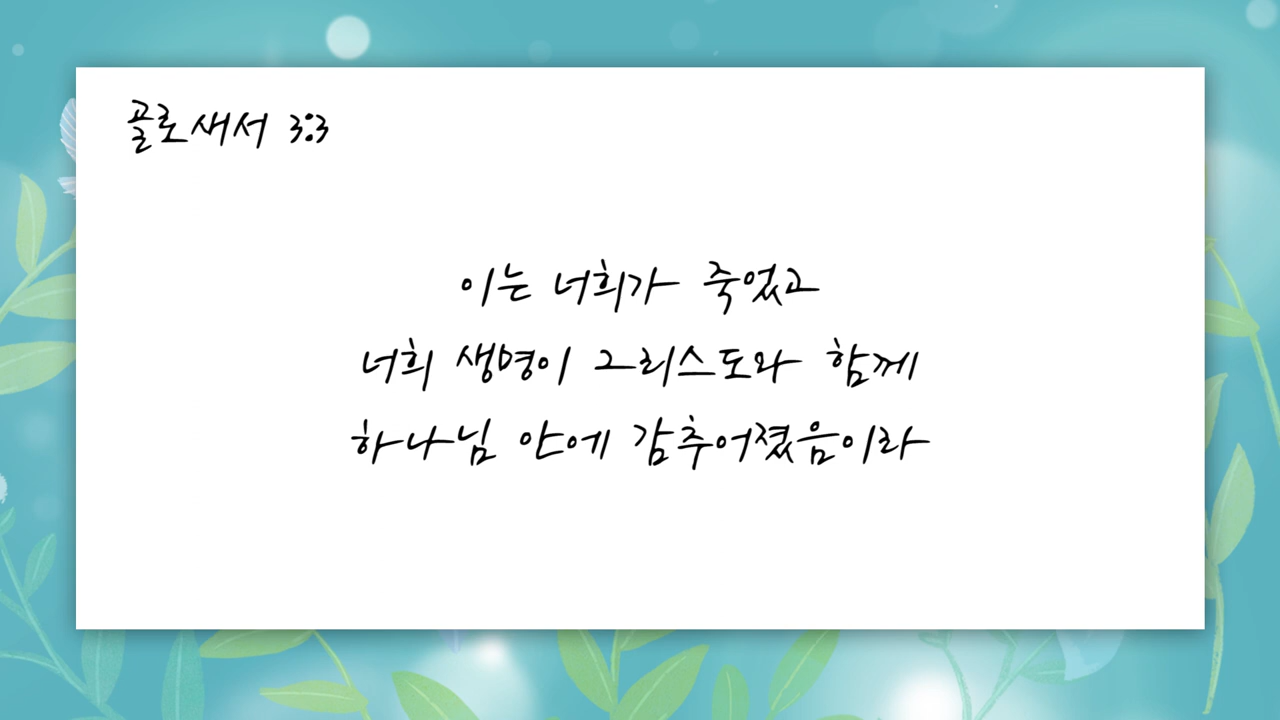 골로새서 3:3
이는 너희가 죽었고
너희 생명이 그리스도와 함께
하나님 안에 감추어졌음이라